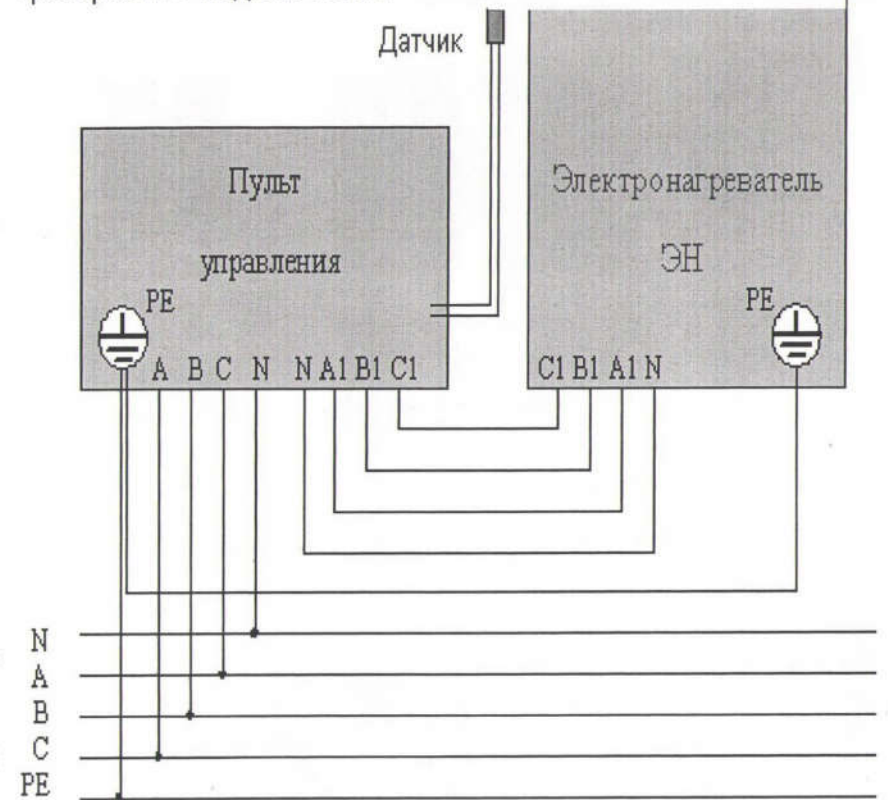 Датчик
Пульт
управления
PE
A B C N N A1 B1 C1
Электронагреватель
ЭН
PE
C1 B1 A1 N
N
A
B
C
PE